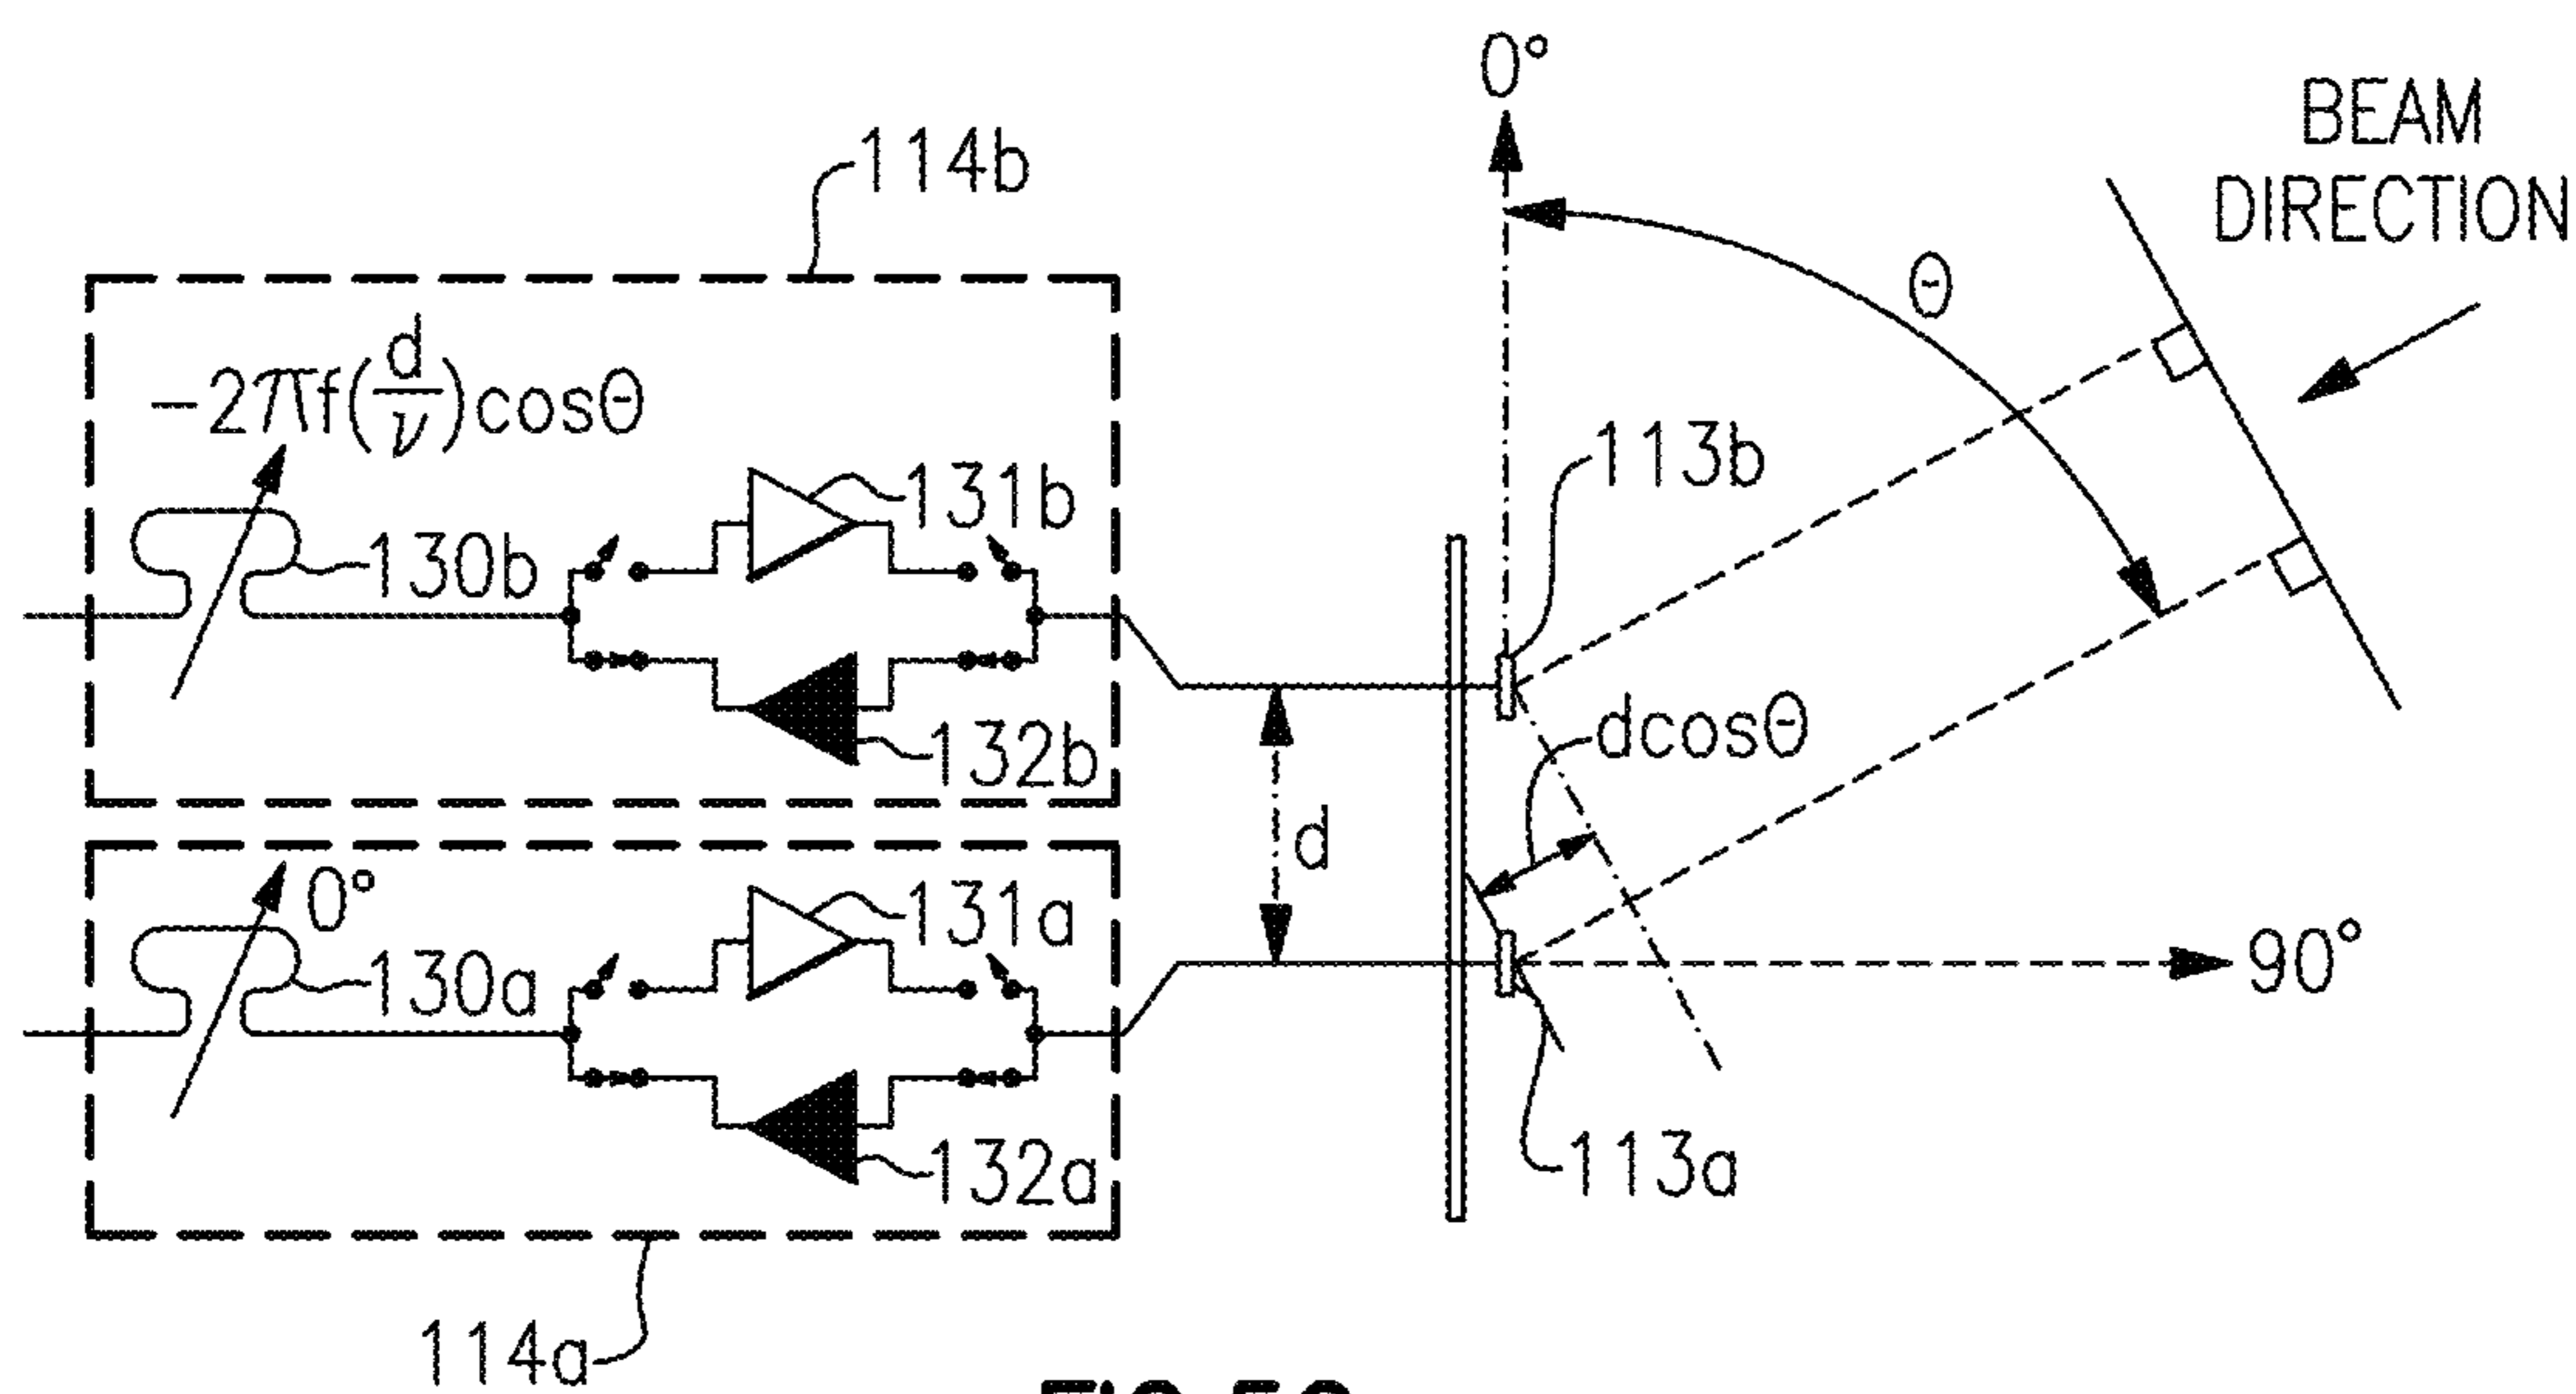 0°
BEAM
DIRECTION
114b
θ
-2πf(d/ν)cosθ
113b
131b
130b
dcosθ
132b
d
0°
131a
130a
90°
132a
113a
114a